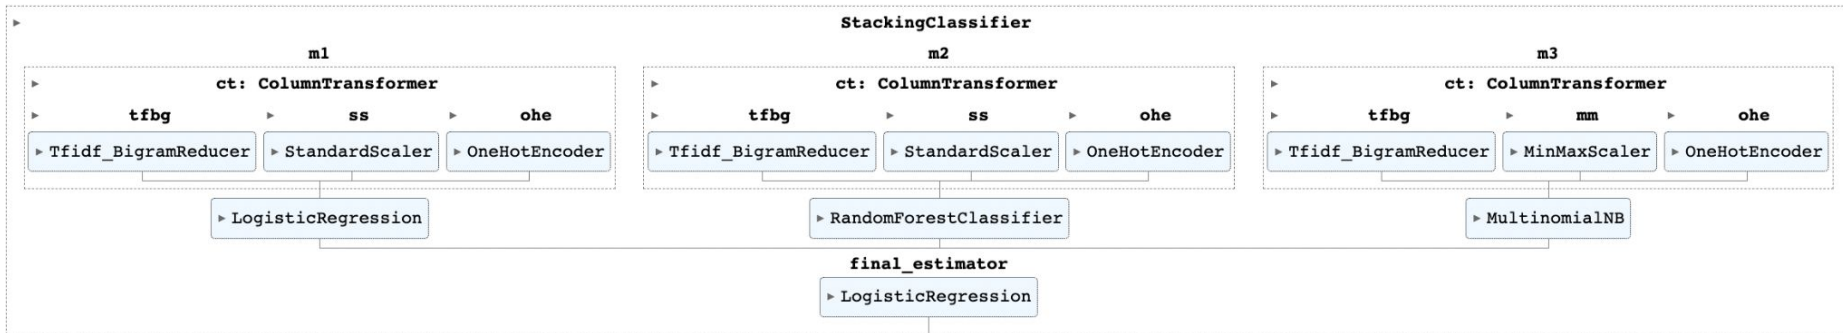 StackingClassifier
m1 m2 m3
ct: ColumnTransformer ct: ColumnTransformer ct: ColumnTransformer
tfbg ss ohe tfbg ss ohe tfbg mm ohe
Tfidf_BigramReducer StandardScaler OneHotEncoder Tfidf_BigramReducer StandardScaler OneHotEncoder Tfidf_BigramReducer MinMaxScaler OneHotEncoder
LogisticRegression RandomForestClassifier MultinomialNB
final_estimator
LogisticRegression